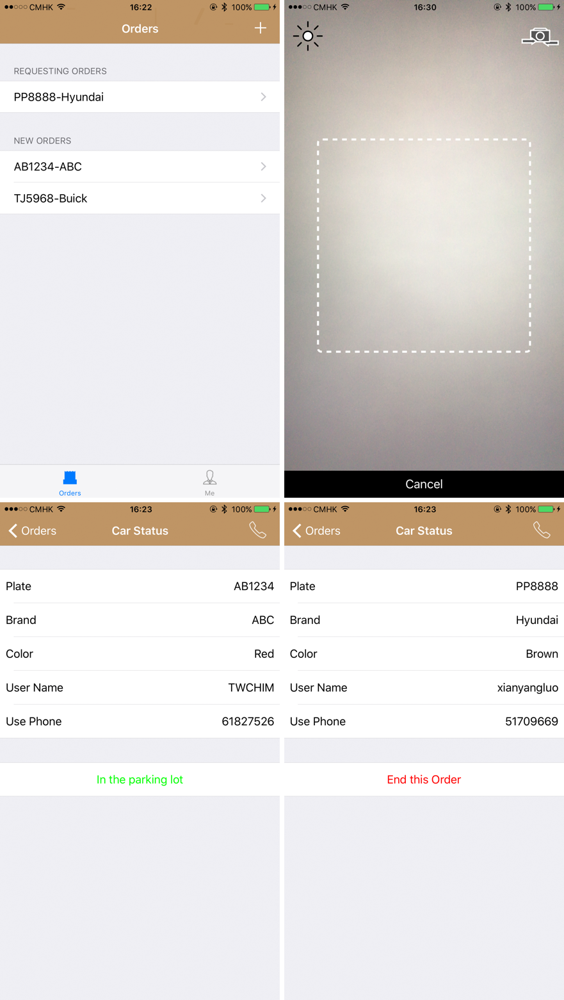 CMHK 16:22 100%
Orders
REQUESTING ORDERS
PP8888-Hyundai
NEW ORDERS
AB1234-ABC
TJ5968-Buick
Orders Me
CMHK 16:30 100%
Cancel
CMHK 16:23 100%
Orders Car Status
Plate AB1234
Brand ABC
Color Red
User Name TWCHIM
Use Phone 61827526
In the parking lot
CMHK 16:23 100%
Orders Car Status
Plate PP8888
Brand Hyundai
Color Brown
User Name xianyangluo
Use Phone 51709669
End this Order